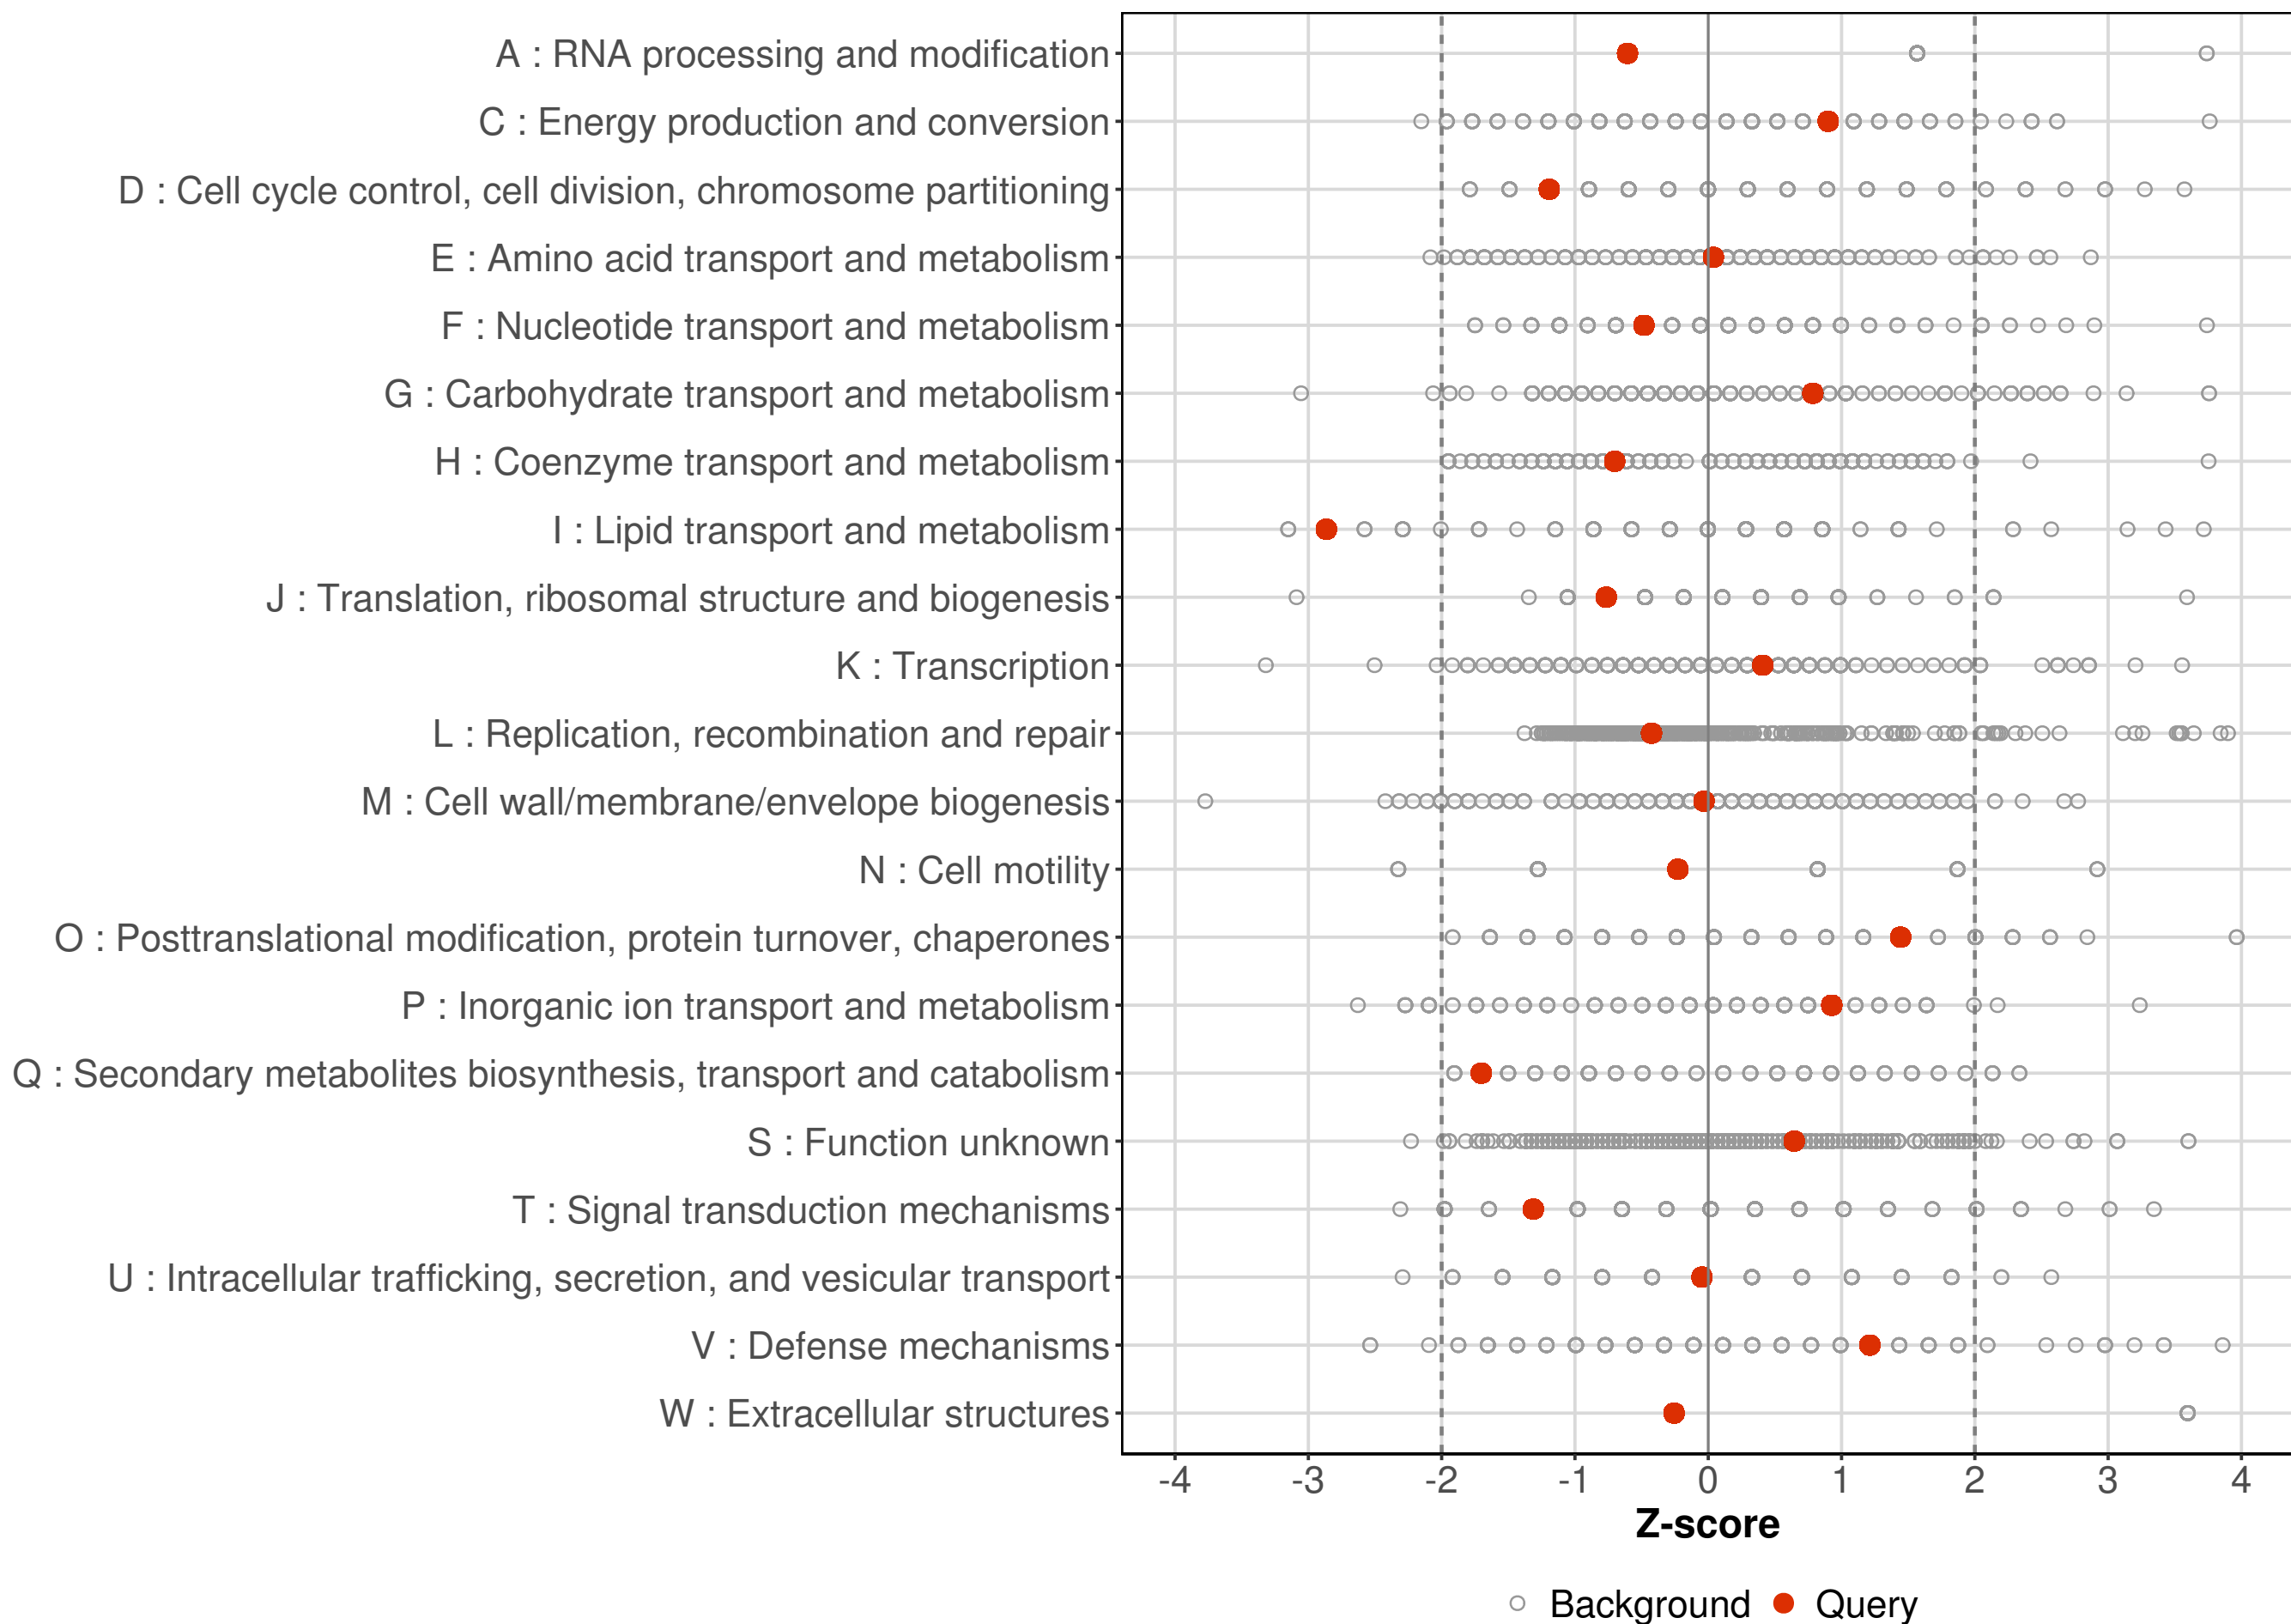 A : RNA processing and modification
C : Energy production and conversion
D : Cell cycle control, cell division, chromosome partitioning
E : Amino acid transport and metabolism
F : Nucleotide transport and metabolism
G : Carbohydrate transport and metabolism
H : Coenzyme transport and metabolism
I : Lipid transport and metabolism
J : Translation, ribosomal structure and biogenesis
K : Transcription
L : Replication, recombination and repair
M : Cell wall/membrane/envelope biogenesis
N : Cell motility
O : Posttranslational modification, protein turnover, chaperones
P : Inorganic ion transport and metabolism
Q : Secondary metabolites biosynthesis, transport and catabolism
S : Function unknown
T : Signal transduction mechanisms
U : Intracellular trafficking, secretion, and vesicular transport
V : Defense mechanisms
W : Extracellular structures
-4 -3 -2 -1 0 1 2 3 4
Z-score
Background Query